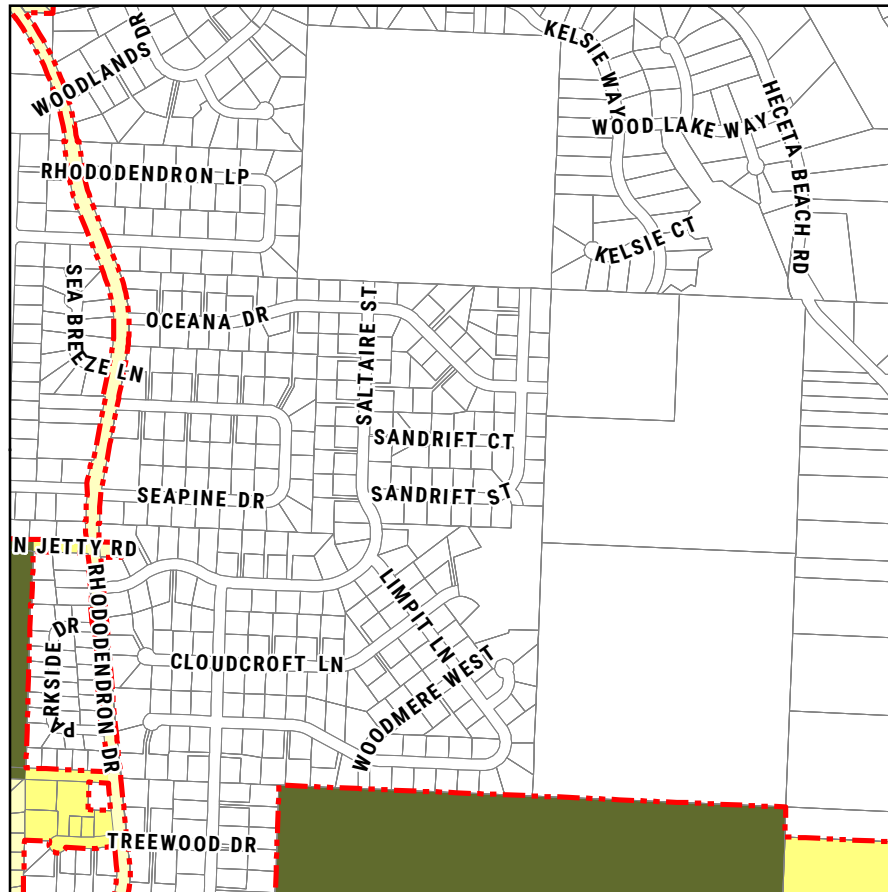 WOODLANDS DR
KELSIE WAY
HECETA BEACH RD
WOOD LAKE WAY
RHODODENDRON LP
KELSIE CT
SEA BREEZE LN
OCEANA DR
SALTAIRE ST
SANDRIFT CT
SEAPINE DR
SANDRIFT ST
N JETTY RD
RHODODENDRON DR
LIMPIT LN
PARKSIDE DR
CLOUDCROFT LN
WOODMERE WEST
TREEWOOD DR